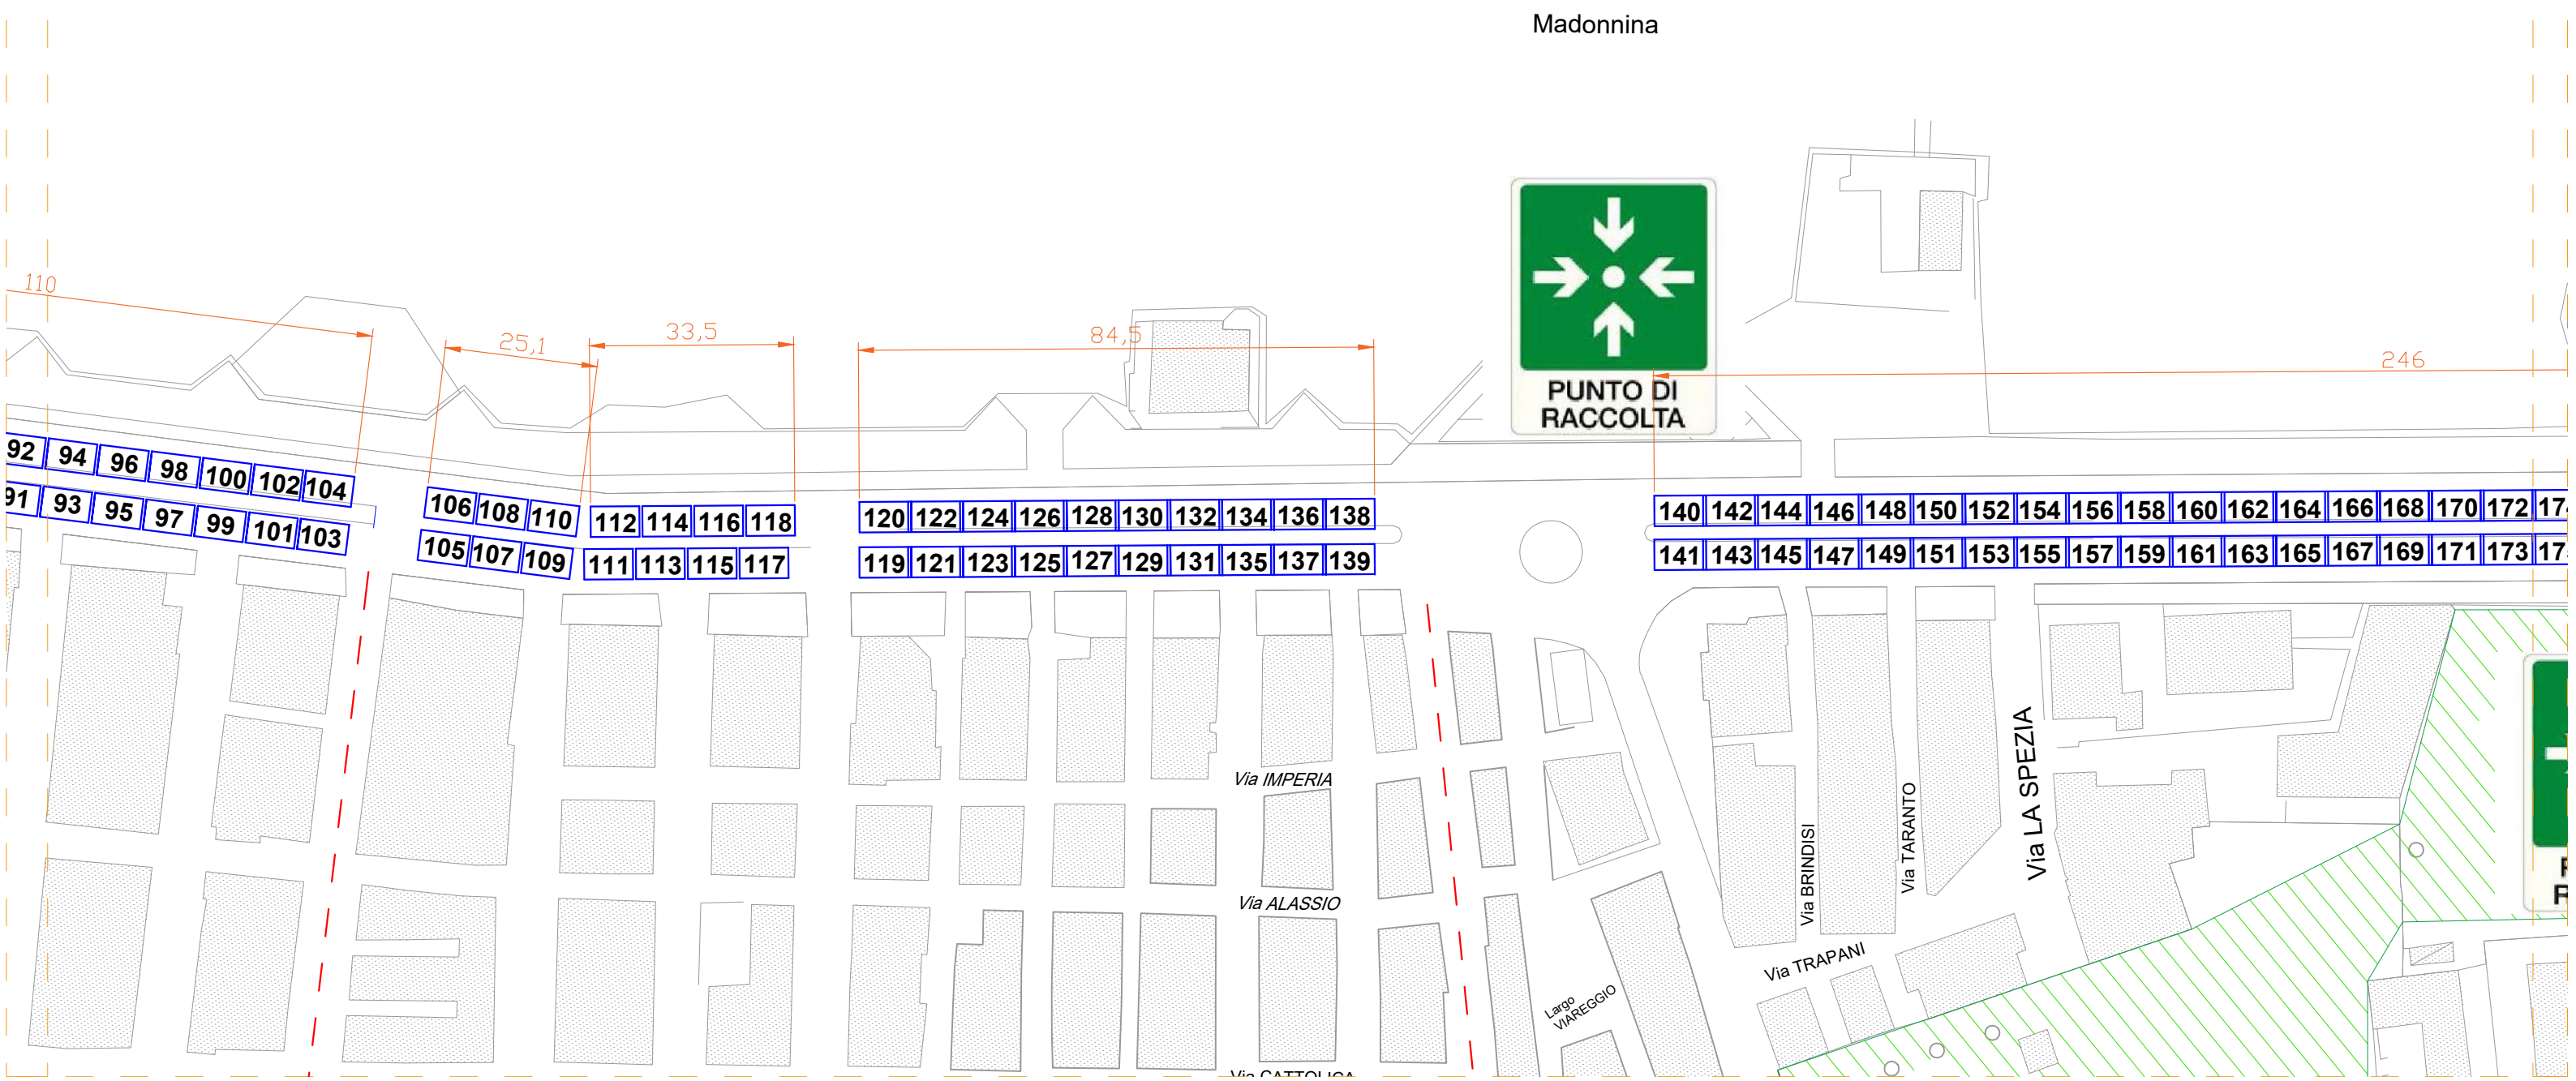 Madonnina
110
25,1
33,5
84,5
246
PUNTO DI
RACCOLTA
92 94 96 98 100 102 104
106 108 110
112 114 116 118
120 122 124 126 128 130 132 134 136 138
140 142 144 146 148 150 152 154 156 158 160 162 164 166 168 170 172
91 93 95 97 99 101 103
105 107 109
111 113 115 117
119 121 123 125 127 129 131 135 137 139
141 143 145 147 149 151 153 155 157 159 161 163 165 167 169 171 173
Via IMPERIA
Via ALASSIO
Via CATTOLICA
Largo
VIAREGGIO
Via TRAPANI
Via BRINDISI
Via TARANTO
Via LA SPEZIA